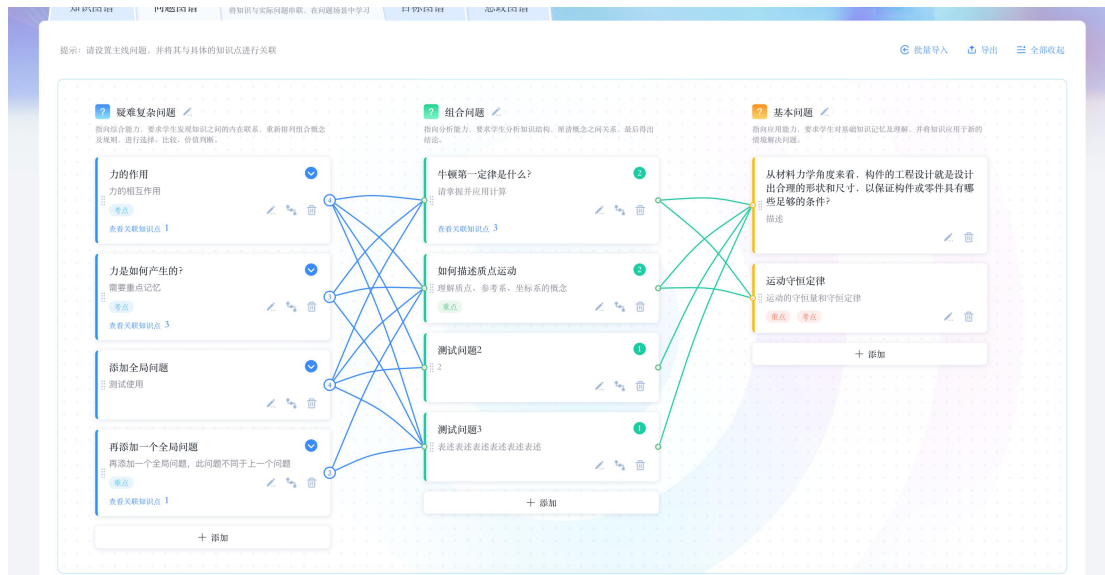 知识图谱
问题图谱
将知识与实际问题串联，在问题场景中学习
目标图谱
思政图谱
提示：请设置主线问题，并将其与具体的知识点进行关联
批量导入
导出
全部收起
疑难复杂问题
指向综合能力，要求学生发现知识之间的内在联系，重新排列组合概念
及规则，进行选择、比较、价值判断。
力的作用
力的相互作用
考点
查看关联知识点 1
4
力是如何产生的?
需要重点记忆
考点
查看关联知识点 3
3
添加全局问题
测试使用
4
再添加一个全局问题
再添加一个全局问题，此问题不同于上一个问题
重点
查看关联知识点 1
2
添加
组合问题
指向分析能力，要求学生分析知识结构，厘清概念之间关系，最后得出
结论。
牛顿第一定律是什么?
2
请掌握并应用计算
查看关联知识点 3
如何描述质点运动
2
理解质点、参考系、坐标系的概念
重点
测试问题2
1
2
测试问题3
1
表述表述表述表述表述表述
添加
基本问题
指向应用能力，要求学生对基础知识记忆及理解，并将知识应用于新的
情境解决问题。
从材料力学角度来看，构件的工程设计就是设计
出合理的形状和尺寸，以保证构件或零件具有哪
些足够的条件?
描述
运动守恒定律
运动的守恒量和守恒定律
重点 考点
添加